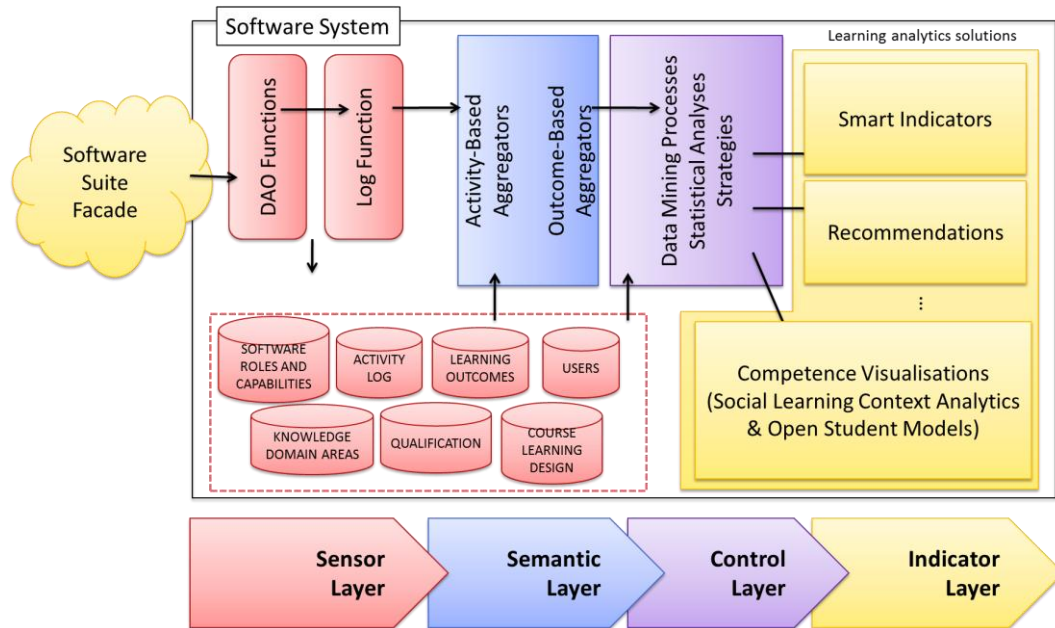 Software System
Learning analytics solutions
Software
Suite
Facade
DAO Functions
Log Function
Activity-Based
Aggregators
Outcome-Based
Aggregators
Data Mining Processes
Statistical Analyses
Strategies
Smart Indicators
Recommendations
...
Competence Visualisations
(Social Learning Context Analytics
& Open Student Models)
SOFTWARE
ROLES AND
CAPABILITIES
ACTIVITY
LOG
LEARNING
OUTCOMES
USERS
KNOWLEDGE
DOMAIN AREAS
QUALIFICATION
COURSE
LEARNING
DESIGN
Sensor
Layer
Semantic
Layer
Control
Layer
Indicator
Layer